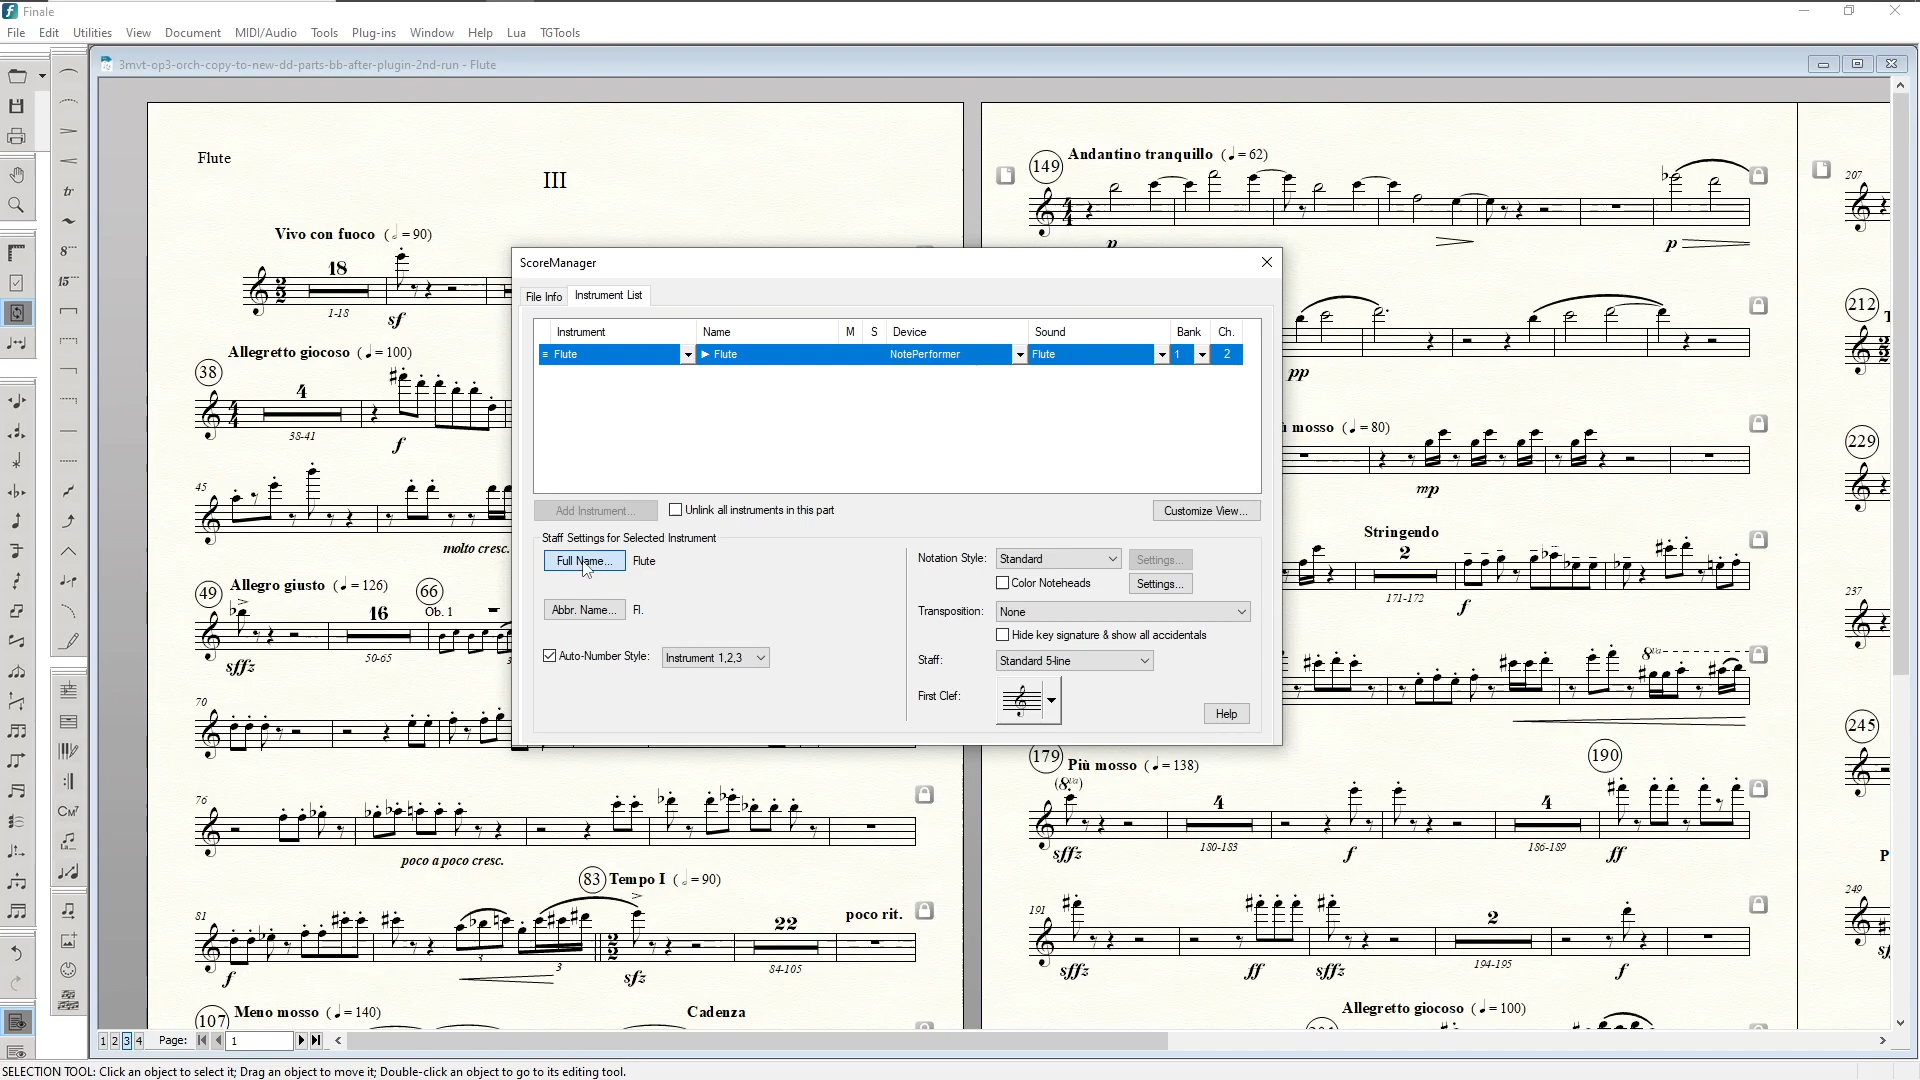 Finale
File Edit Utilities View Document MIDI/Audio Tools Plug-ins Window Help Lua TGTools
3mvt-op3-orch-copy-to-new-dd-parts-bb-after-plugin-2nd-run - Flute
Flute
III
Vivo con fuoco (𝅗𝅥 = 90)
18
1-18
sf
38 Allegretto giocoso (♩ = 100)
4
38-41
f
45
molto cresc.
49 Allegro giusto (♩ = 126) 66
Ob. 1
16
50-65
sffz
70
76
poco a poco cresc.
83 Tempo I (𝅗𝅥 = 90)
81
22
poco rit.
3
3
84-105
f
sfz
107 Meno mosso (♩ = 140) Cadenza
ScoreManager
File Info Instrument List
Instrument Name M S Device Sound Bank Ch.
Flute Flute NotePerformer Flute 1 2
Add Instrument... Unlink all instruments in this part Customize View...
Staff Settings for Selected Instrument
Full Name... Flute
Abbr. Name... Fl.
Auto-Number Style: Instrument 1,2,3
Notation Style: Standard Settings...
Color Noteheads Settings...
Transposition: None
Hide key signature & show all accidentals
Staff: Standard 5-line
First Clef:
Help
149 Andantino tranquillo (♩ = 62)
p
p
pp
mosso (♩ = 80)
mp
Stringendo
2
171-172
f
8va
179 Più mosso (♩ = 138) 190
(8va)
4
4
180-183
186-189
sffz
f
ff
191
2
194-195
sffz
ff
sffz
f
Allegretto giocoso (♩ = 100)
207
212
229
237
245
P
249
sf
8
15
tr
CM7
1 2 3 4 Page: 1
SELECTION TOOL: Click an object to select it; Drag an object to move it; Double-click an object to go to its editing tool.